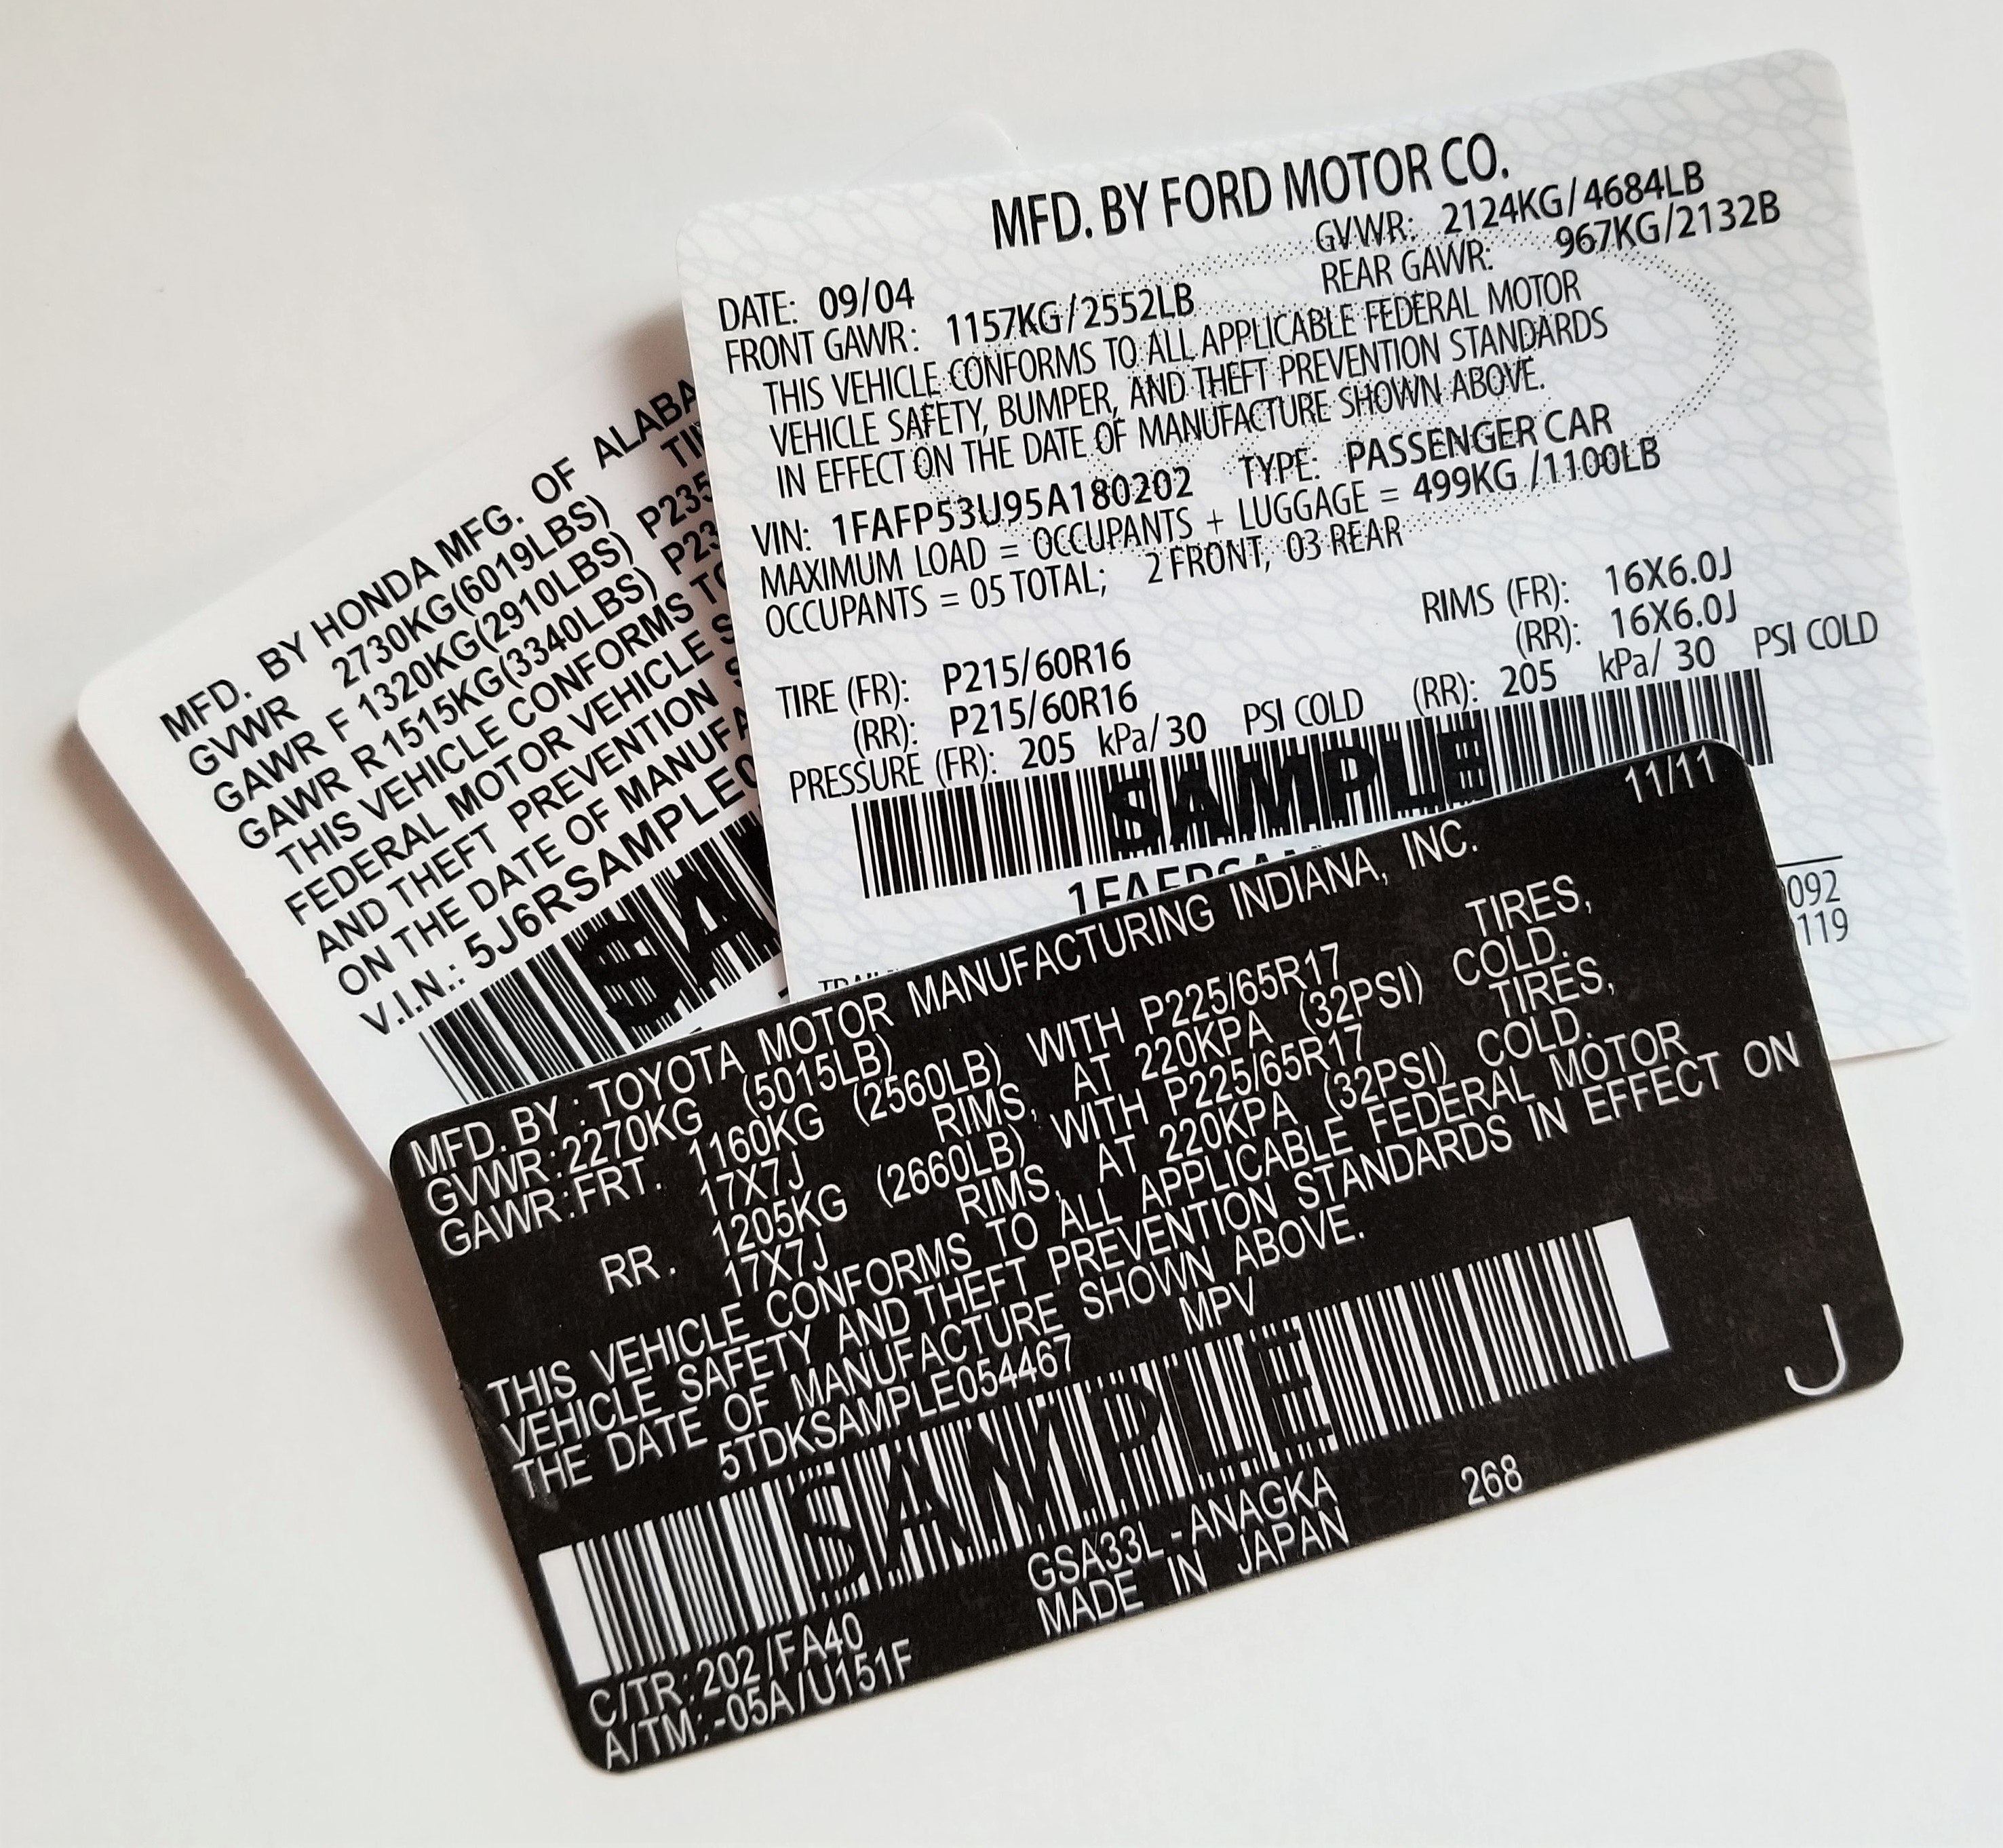 MFD. BY HONDA MFG. OF ALABA
GVWR 2730KG(6019LBS) TI
GAWR F 1320KG(2910LBS) P235
GAWR R 1515KG(3340LBS) P23
THIS VEHICLE CONFORMS TO
FEDERAL MOTOR VEHICLE S
AND THEFT PREVENTION S
ON THE DATE OF MANUFA
V.I.N.: 5J6RSAMPLE0
SA
MFD. BY FORD MOTOR CO.
DATE: 09/04 GVWR: 2124KG/4684LB
FRONT GAWR: 1157KG/2552LB REAR GAWR: 967KG/2132B
THIS VEHICLE CONFORMS TO ALL APPLICABLE FEDERAL MOTOR
VEHICLE SAFETY, BUMPER, AND THEFT PREVENTION STANDARDS
IN EFFECT ON THE DATE OF MANUFACTURE SHOWN ABOVE.
VIN: 1FAFP53U95A180202 TYPE: PASSENGER CAR
MAXIMUM LOAD = OCCUPANTS + LUGGAGE = 499KG /1100LB
OCCUPANTS = 05 TOTAL; 2 FRONT, 03 REAR
TIRE (FR): P215/60R16 RIMS (FR): 16X6.0J
(RR): P215/60R16 (RR): 16X6.0J
PRESSURE (FR): 205 kPa/ 30 PSI COLD (RR): 205 kPa/ 30 PSI COLD
SAMPLE
092
119
11/11
MFD. BY : TOYOTA MOTOR MANUFACTURING INDIANA, INC.
GVWR:2270KG (5015LB)
GAWR:FRT. 1160KG (2560LB) WITH P225/65R17 TIRES,
17X7J RIMS, AT 220KPA (32PSI) COLD.
RR. 1205KG (2660LB) WITH P225/65R17 TIRES,
17X7J RIMS, AT 220KPA (32PSI) COLD.
THIS VEHICLE CONFORMS TO ALL APPLICABLE FEDERAL MOTOR
VEHICLE SAFETY AND THEFT PREVENTION STANDARDS IN EFFECT ON
THE DATE OF MANUFACTURE SHOWN ABOVE.
5TDKSAMPLE054467 MPV
SAMPLE
J
C/TR:202/FA40 GSA33L-ANAGKA 268
A/TM:-05A/U151F MADE IN JAPAN